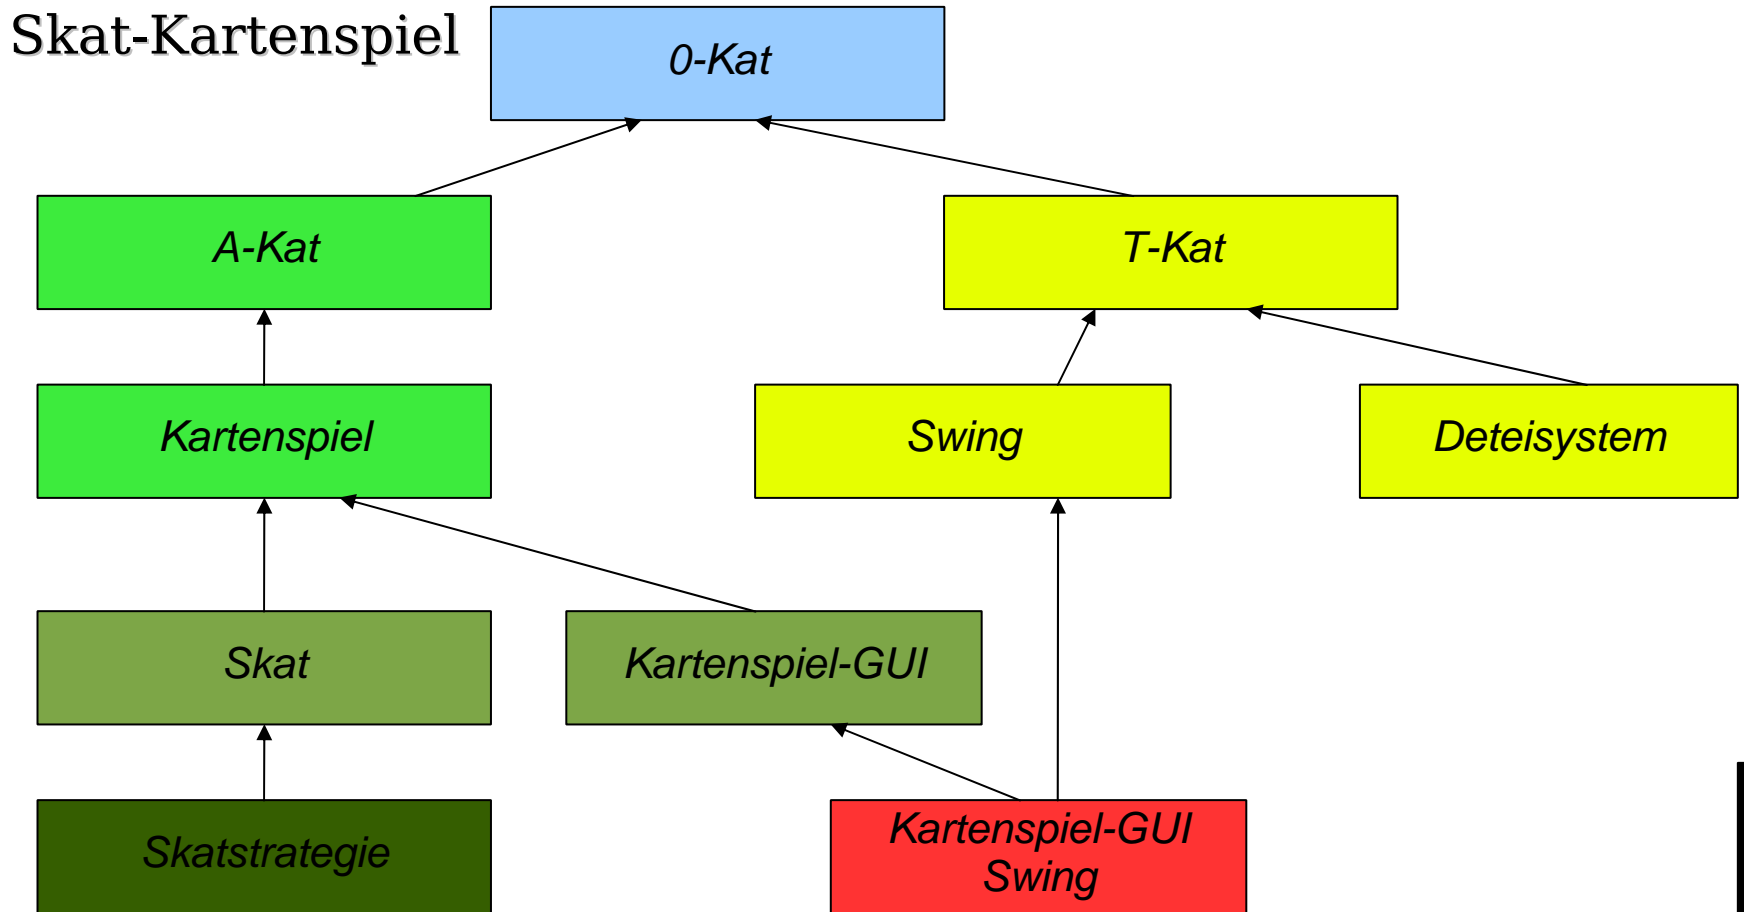 Skat-Kartenspiel
0-Kat
A-Kat
T-Kat
Kartenspiel
Swing
Deteisystem
Skat
Kartenspiel-GUI
Skatstrategie
Kartenspiel-GUI
Swing